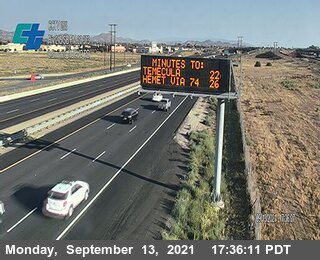 MINUTES TO:
TEMECULA 22
HEMET VIA 74 26
Monday, September 13, 2021 17:36:11 PDT